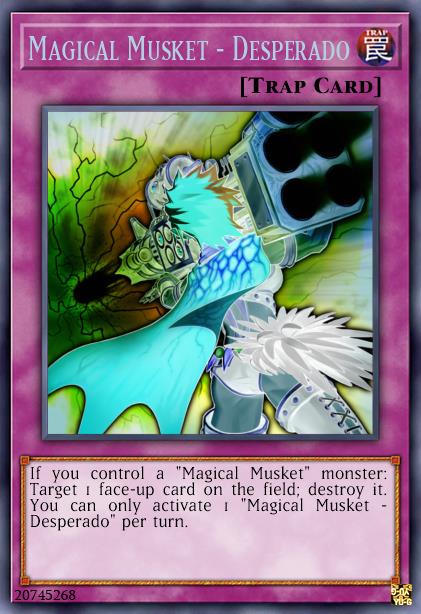 Magical Musket - Desperado
TRAP
罠
[Trap Card]
If you control a "Magical Musket" monster:
Target 1 face-up card on the field; destroy it.
You can only activate 1 "Magical Musket -
Desperado" per turn.
20745268